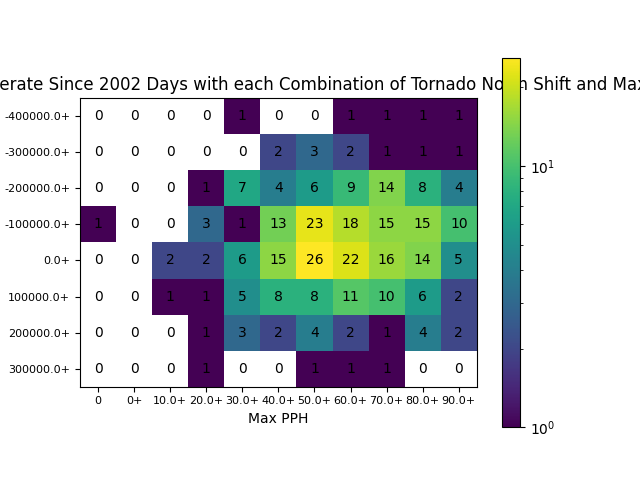 erate Since 2002 Days with each Combination of Tornado North Shift and Max
-400000.0+ 0 0 0 0 1 0 0 1 1 1 1
-300000.0+ 0 0 0 0 0 2 3 2 1 1 1
-200000.0+ 0 0 0 1 7 4 6 9 14 8 4
-100000.0+ 1 0 0 3 1 13 23 18 15 15 10
0.0+ 0 0 2 2 6 15 26 22 16 14 5
100000.0+ 0 0 1 1 5 8 8 11 10 6 2
200000.0+ 0 0 0 1 3 2 4 2 1 4 2
300000.0+ 0 0 0 1 0 0 1 1 1 0 0
0 0+ 10.0+ 20.0+ 30.0+ 40.0+ 50.0+ 60.0+ 70.0+ 80.0+ 90.0+
Max PPH
10¹
10⁰